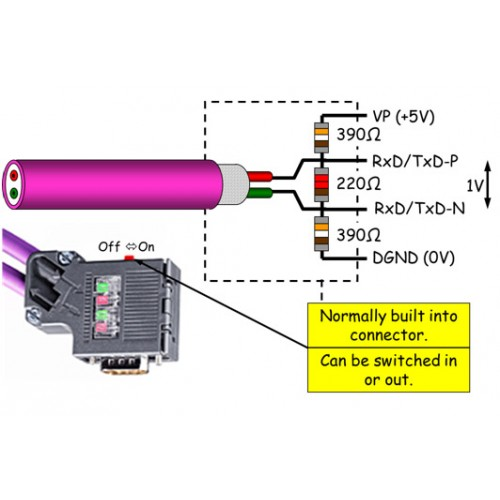 VP (+5V)
390Ω
RxD/TxD-P
220Ω
1V
RxD/TxD-N
390Ω
DGND (0V)
Off ⇔On
Normally built into
connector.
Can be switched in
or out.